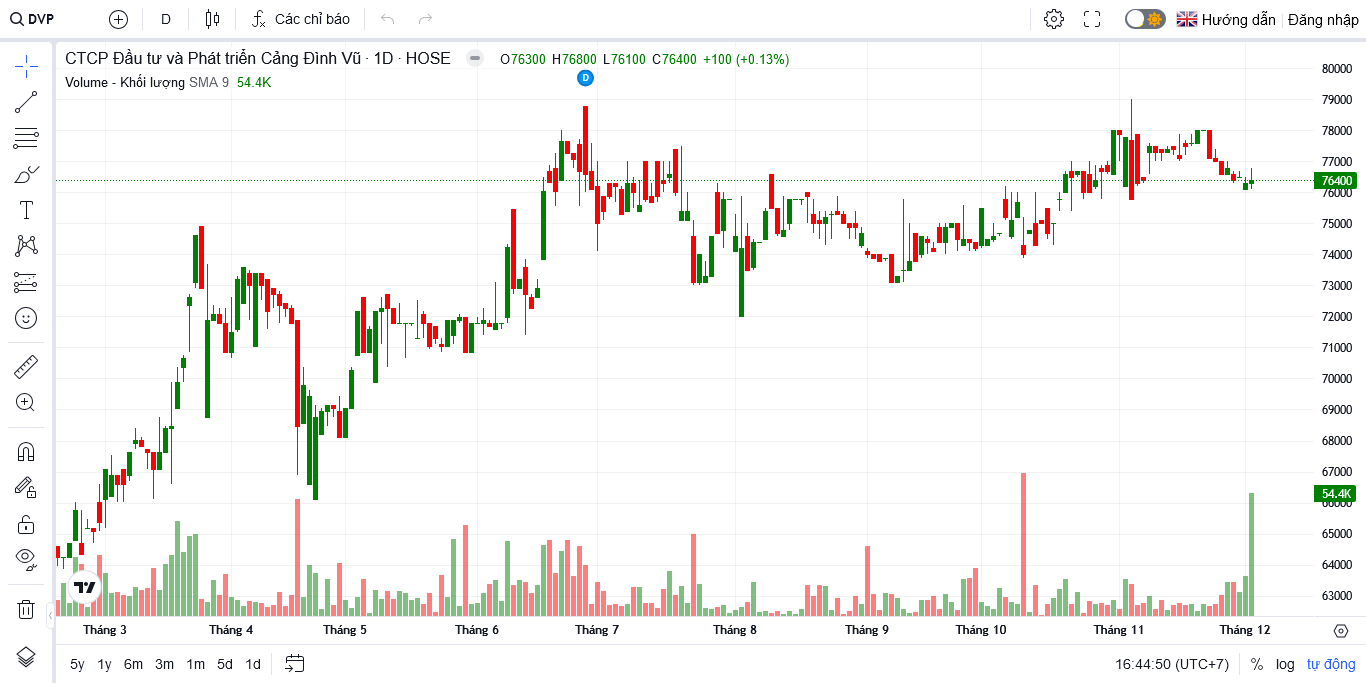 DVP D Các chỉ báo Hướng dẫn Đăng nhập
CTCP Đầu tư và Phát triển Cảng Đình Vũ · 1D · HOSE O76300 H76800 L76100 C76400 +100 (+0.13%)
Volume - Khối lượng SMA 9 54.4K
D
80000
79000
78000
77000
76400
76000
75000
74000
73000
72000
71000
70000
69000
68000
67000
54.4K
66000
65000
64000
63000
Tháng 3 Tháng 4 Tháng 5 Tháng 6 Tháng 7 Tháng 8 Tháng 9 Tháng 10 Tháng 11 Tháng 12
5y 1y 6m 3m 1m 5d 1d 16:44:50 (UTC+7) % log tự động